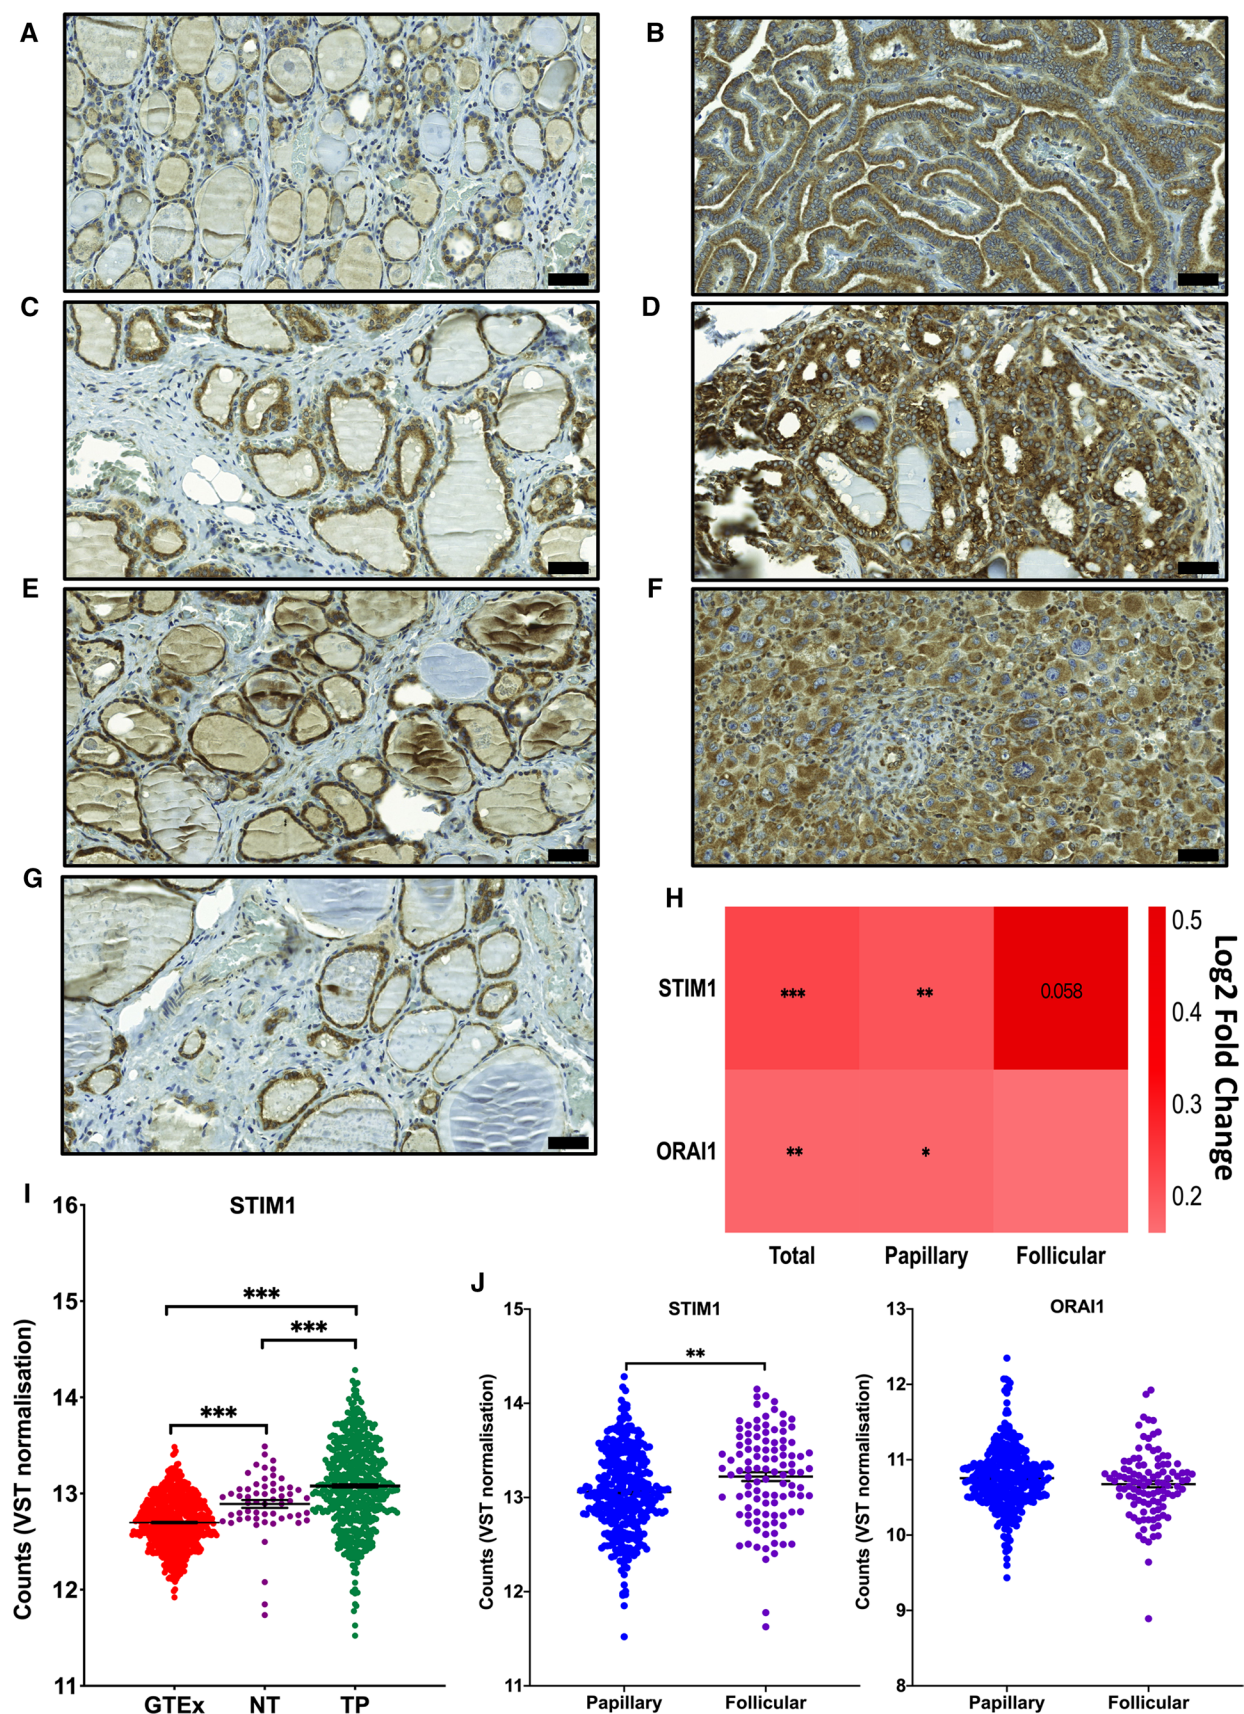 A
B
C
D
E
F
G
H
STIM1
***
**
0.058
ORAI1
**
*
Total
Papillary
Follicular
0.5
0.4
0.3
0.2
Log2 Fold Change
I
STIM1
16
15
14
13
12
11
Counts (VST normalisation)
***
***
***
GTEx
NT
TP
J
STIM1
15
14
13
12
11
Counts (VST normalisation)
**
Papillary
Follicular
ORAI1
13
12
11
10
9
8
Counts (VST normalisation)
Papillary
Follicular